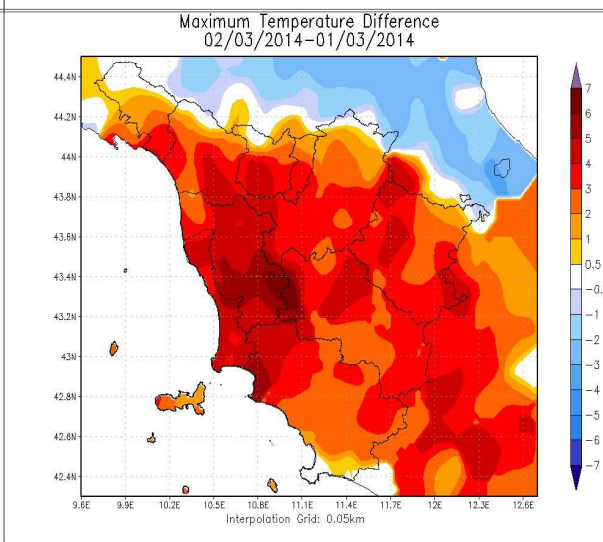 Maximum Temperature Difference
02/03/2014-01/03/2014
44.4N
44.2N
44N
43.8N
43.6N
43.4N
43.2N
43N
42.8N
42.6N
42.4N
9.6E 9.9E 10.2E 10.5E 10.8E 11.1E 11.4E 11.7E 12E 12.3E 12.6E
Interpolation Grid: 0.05km
7
6
5
4
3
2
1
0.5
-0.
-1
-2
-3
-4
-5
-6
-7